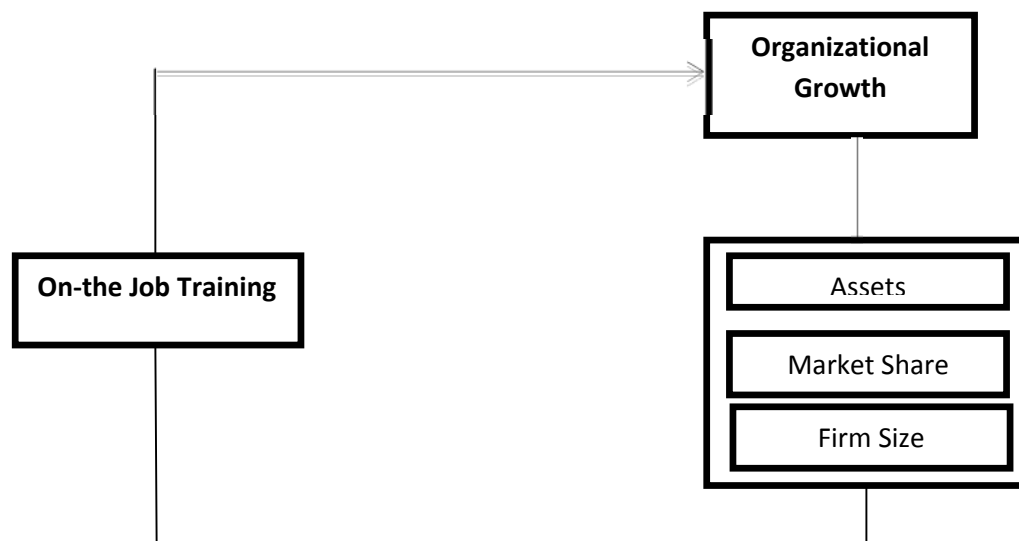 Organizational
Growth
On-the Job Training
Assets
Market Share
Firm Size